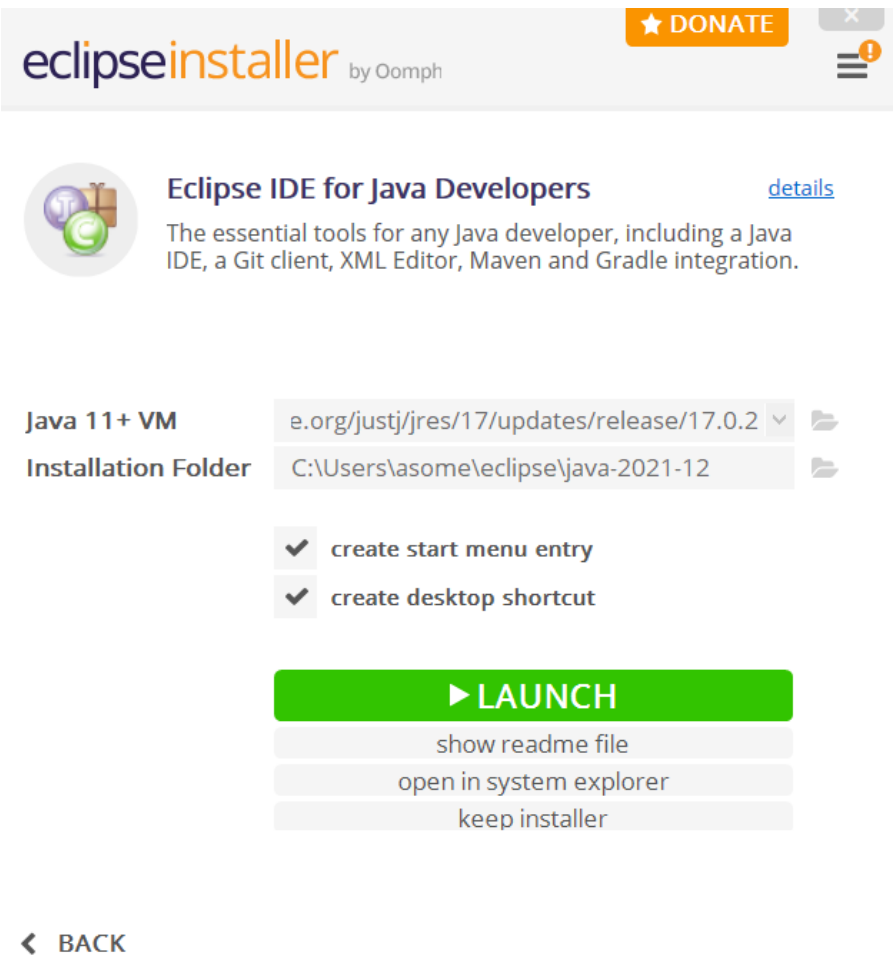 ★ DONATE
eclipseinstaller by Oomph
Eclipse IDE for Java Developers
details
The essential tools for any Java developer, including a Java
IDE, a Git client, XML Editor, Maven and Gradle integration.
Java 11+ VM
e.org/justj/jres/17/updates/release/17.0.2
Installation Folder
C:\Users\asome\eclipse\java-2021-12
create start menu entry
create desktop shortcut
LAUNCH
show readme file
open in system explorer
keep installer
BACK